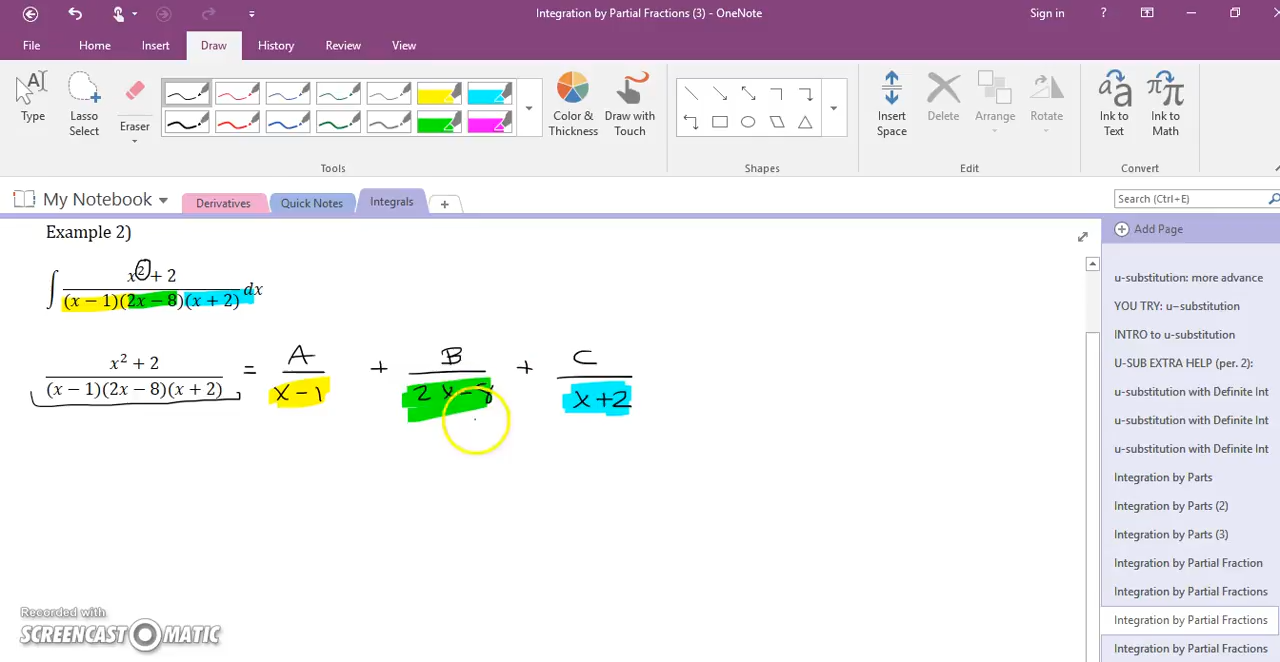 Integration by Partial Fractions (3) - OneNote
Sign in
?
File Home Insert Draw History Review View
Type
Lasso Select
Eraser
Color & Thickness
Draw with Touch
Insert Space
Delete
Arrange
Rotate
Ink to Text
Ink to Math
Tools
Shapes
Edit
Convert
My Notebook
Derivatives
Quick Notes
Integrals
+
Search (Ctrl+E)
Add Page
Example 2)
∫ (x² + 2) / ((x − 1)(2x − 8)(x + 2)) dx
(x² + 2) / ((x − 1)(2x − 8)(x + 2)) = A / (x − 1) + B / (2x − 8) + C / (x + 2)
u-substitution: more advance
YOU TRY: u−substitution
INTRO to u-substitution
U-SUB EXTRA HELP (per. 2):
u-substitution with Definite Int
u-substitution with Definite Int
u-substitution with Definite Int
Integration by Parts
Integration by Parts (2)
Integration by Parts (3)
Integration by Partial Fraction
Integration by Partial Fractions
Integration by Partial Fractions
Integration by Partial Fractions
Recorded with
SCREENCAST-O-MATIC